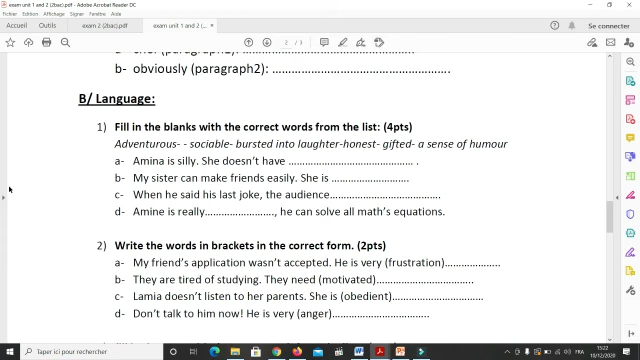 exam unit 1 and 2 (2bac).pdf - Adobe Acrobat Reader DC
Fichier Edition Affichage Signer Fenêtre Aide
Accueil Outils exam 2 (2bac).pdf exam unit 1 and 2 (... × Se connecter
2 / 3
b- obviously (paragraph2): ……………………………………………….
B/ Language:
1) Fill in the blanks with the correct words from the list: (4pts)
Adventurous- - sociable- bursted into laughter-honest- gifted- a sense of humour
a- Amina is silly. She doesn't have ………………………………………… .
b- My sister can make friends easily. She is …………………………
c- When he said his last joke, the audience……………………………………
d- Amine is really……………………., he can solve all math's equations.
2) Write the words in brackets in the correct form. (2pts)
a- My friend's application wasn't accepted. He is very (frustration)………………..
b- They are tired of studying. They need (motivated)……………………………….
c- Lamia doesn't listen to her parents. She is (obedient)……………………………
d- Don't talk to him now! He is very (anger)……………………………….
Taper ici pour rechercher FRA 15:22
10/12/2020